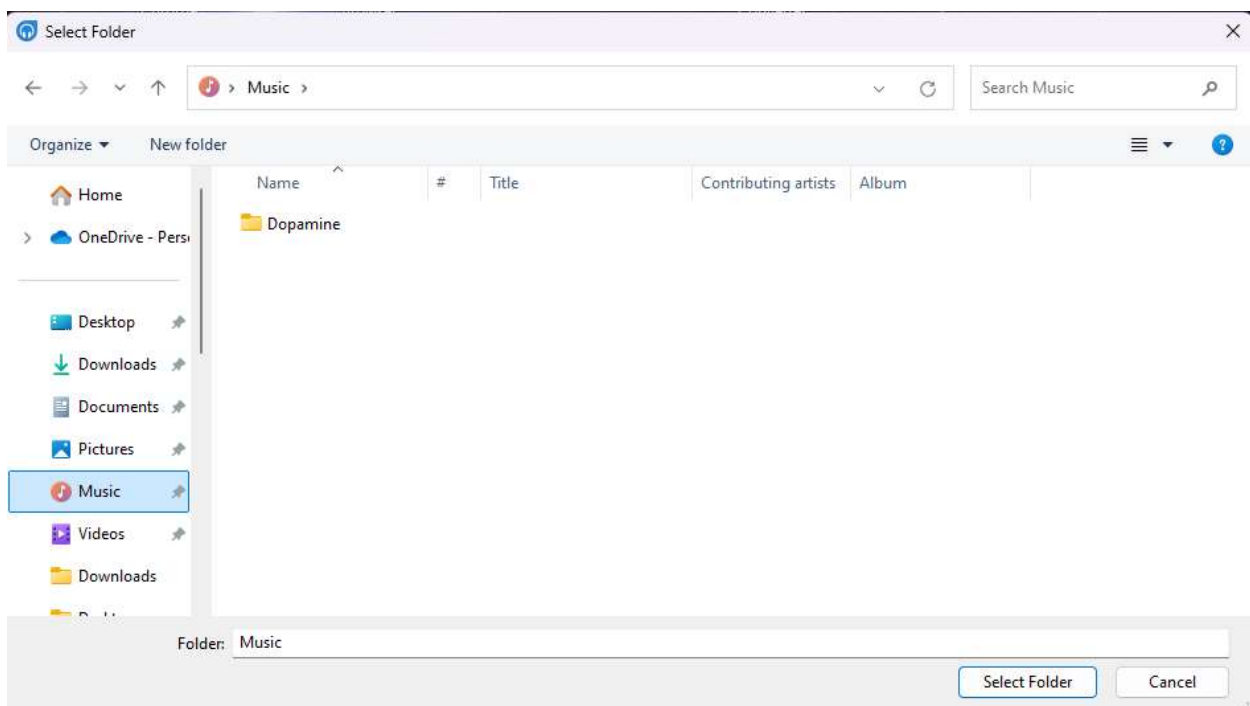 Select Folder
Music
Search Music
Organize
New folder
Name # Title Contributing artists Album
Home
OneDrive - Pers
Desktop
Downloads
Documents
Pictures
Music
Videos
Downloads
Dopamine
Folder: Music
Select Folder Cancel